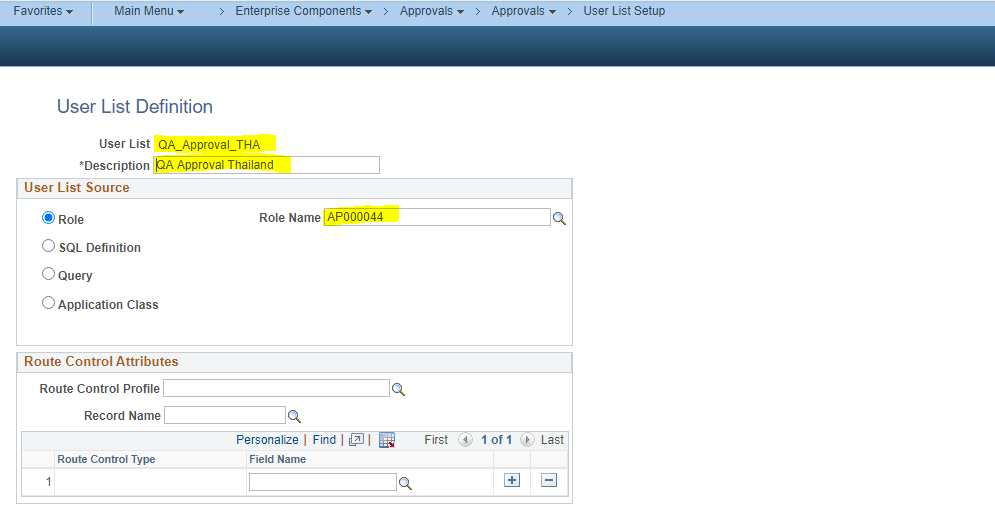 Favorites Main Menu > Enterprise Components > Approvals > Approvals > User List Setup
User List Definition
User List QA_Approval_THA
*Description QA Approval Thailand
User List Source
Role Role Name AP000044
SQL Definition
Query
Application Class
Route Control Attributes
Route Control Profile
Record Name
Personalize | Find | | First 1 of 1 Last
Route Control Type Field Name
1